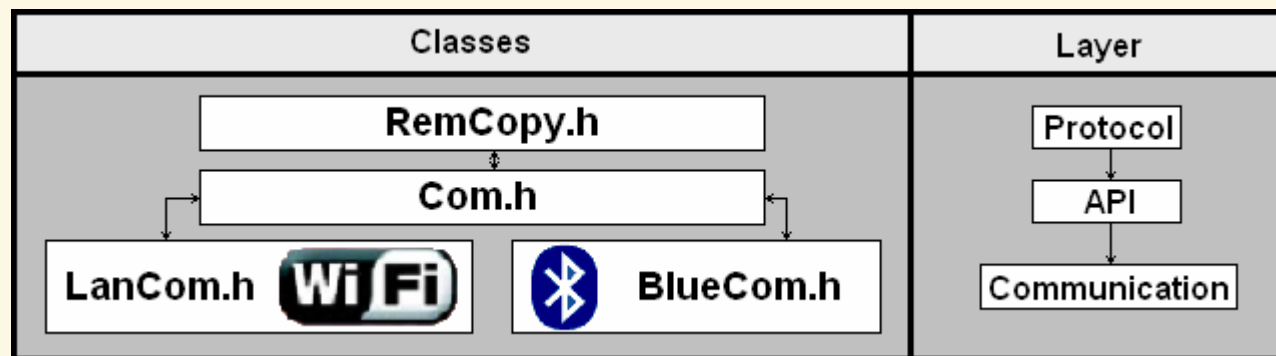 Classes
Layer
RemCopy.h
Protocol
Com.h
API
LanCom.h
WiFi
BlueCom.h
Communication